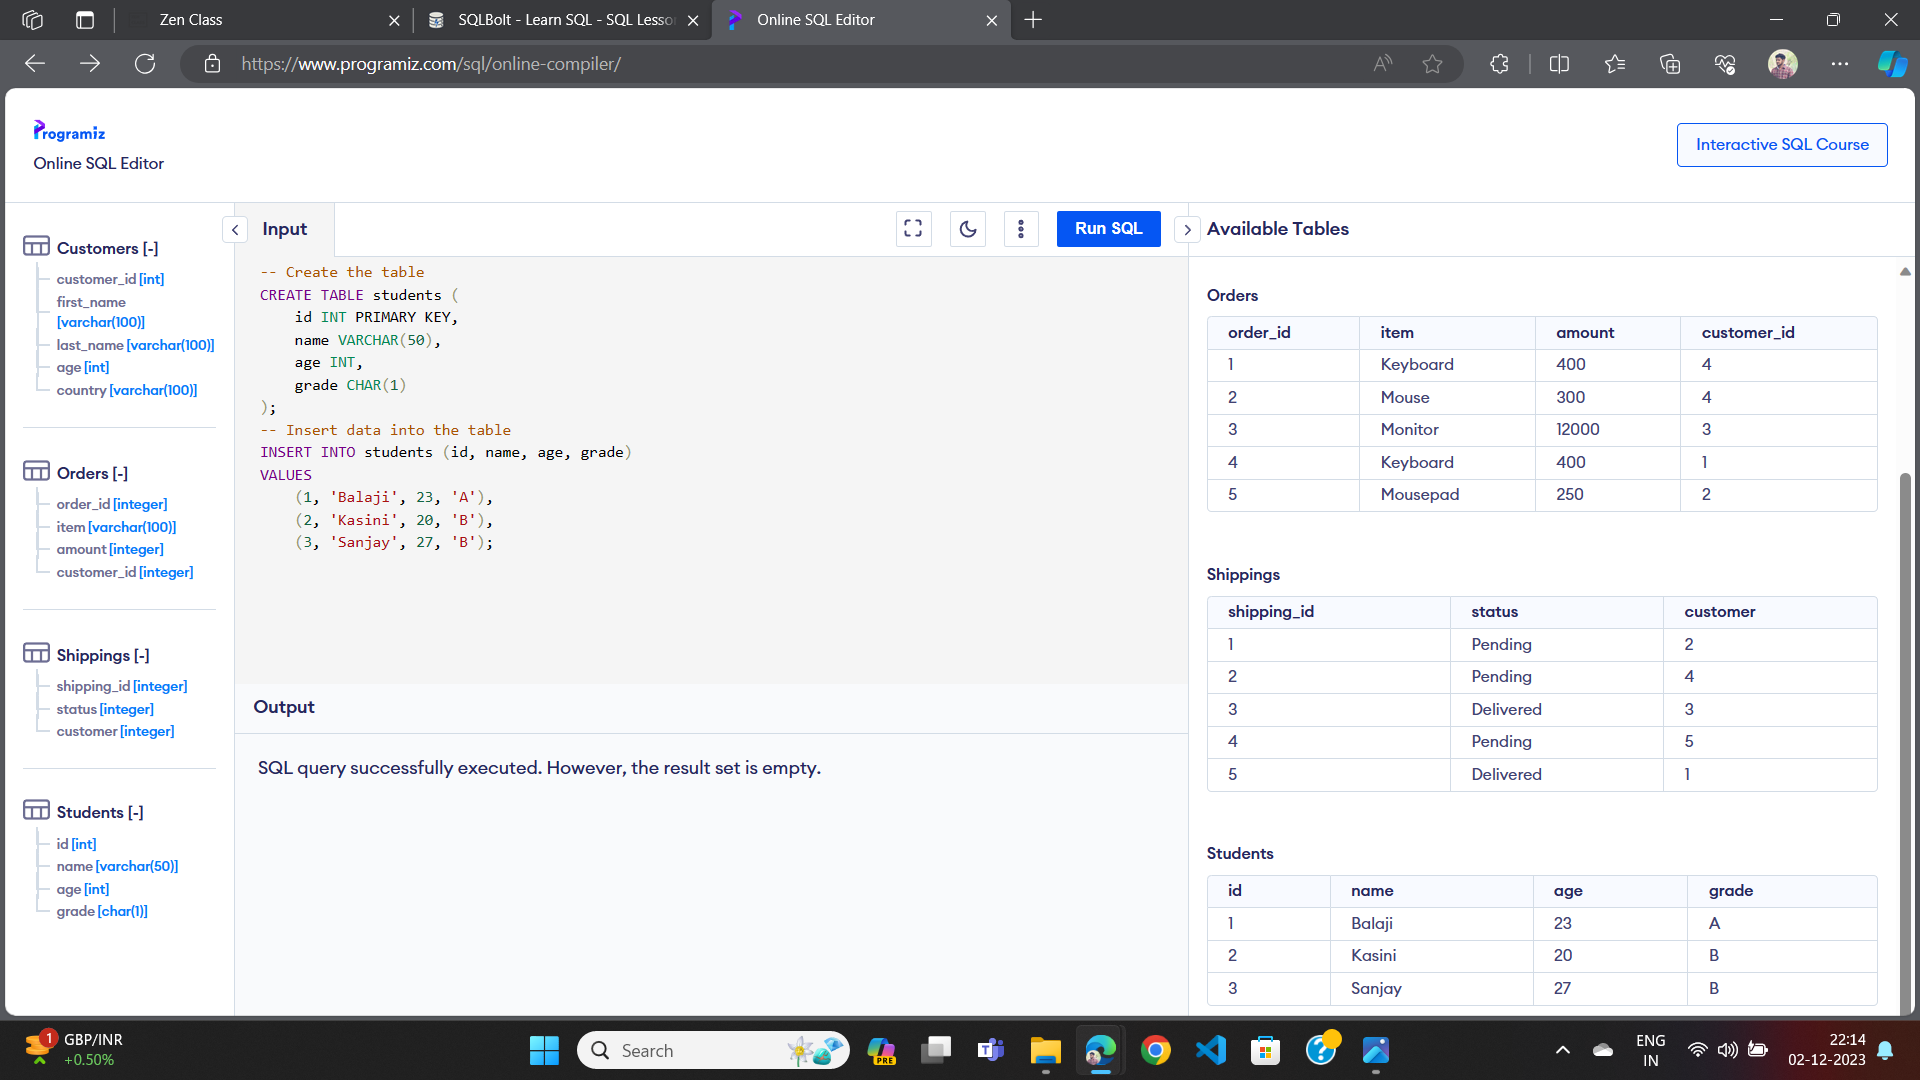 Zen Class
SQLBolt - Learn SQL - SQL Lesso
Online SQL Editor
https://www.programiz.com/sql/online-compiler/
Programiz
Online SQL Editor
Interactive SQL Course
Customers [-]
customer_id [int]
first_name
[varchar(100)]
last_name [varchar(100)]
age [int]
country [varchar(100)]
Orders [-]
order_id [integer]
item [varchar(100)]
amount [integer]
customer_id [integer]
Shippings [-]
shipping_id [integer]
status [integer]
customer [integer]
Students [-]
id [int]
name [varchar(50)]
age [int]
grade [char(1)]
Input
Run SQL
-- Create the table
CREATE TABLE students (
    id INT PRIMARY KEY,
    name VARCHAR(50),
    age INT,
    grade CHAR(1)
);
-- Insert data into the table
INSERT INTO students (id, name, age, grade)
VALUES
    (1, 'Balaji', 23, 'A'),
    (2, 'Kasini', 20, 'B'),
    (3, 'Sanjay', 27, 'B');
Output
SQL query successfully executed. However, the result set is empty.
Available Tables
Orders
order_id item amount customer_id
1 Keyboard 400 4
2 Mouse 300 4
3 Monitor 12000 3
4 Keyboard 400 1
5 Mousepad 250 2
Shippings
shipping_id status customer
1 Pending 2
2 Pending 4
3 Delivered 3
4 Pending 5
5 Delivered 1
Students
id name age grade
1 Balaji 23 A
2 Kasini 20 B
3 Sanjay 27 B
1
GBP/INR
+0.50%
Search
PRE
ENG
IN
22:14
02-12-2023